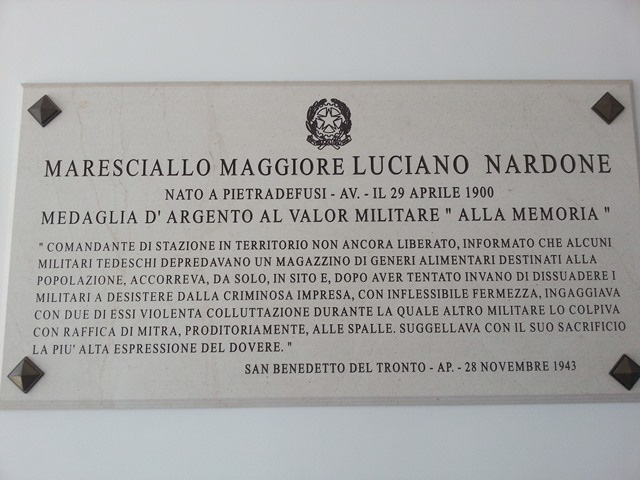 MARESCIALLO MAGGIORE LUCIANO NARDONE
NATO A PIETRADEFUSI - AV. - IL 29 APRILE 1900
MEDAGLIA D' ARGENTO AL VALOR MILITARE " ALLA MEMORIA "
" COMANDANTE DI STAZIONE IN TERRITORIO NON ANCORA LIBERATO, INFORMATO CHE ALCUNI
MILITARI TEDESCHI DEPREDAVANO UN MAGAZZINO DI GENERI ALIMENTARI DESTINATI ALLA
POPOLAZIONE, ACCORREVA, DA SOLO, IN SITO E, DOPO AVER TENTATO INVANO DI DISSUADERE I
MILITARI A DESISTERE DALLA CRIMINOSA IMPRESA, CON INFLESSIBILE FERMEZZA, INGAGGIAVA
CON DUE DI ESSI VIOLENTA COLLUTTAZIONE DURANTE LA QUALE ALTRO MILITARE LO COLPIVA
CON RAFFICA DI MITRA, PRODITORIAMENTE, ALLE SPALLE. SUGGELLAVA CON IL SUO SACRIFICIO
LA PIU' ALTA ESPRESSIONE DEL DOVERE. "
SAN BENEDETTO DEL TRONTO - AP. - 28 NOVEMBRE 1943